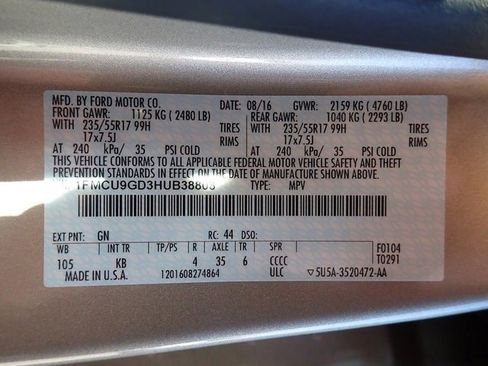 MFD. BY FORD MOTOR CO. DATE: 08/16 GVWR: 2159 KG ( 4760 LB)
FRONT GAWR: 1125 KG ( 2480 LB) REAR GAWR: 1040 KG ( 2293 LB)
WITH 235/55R17 99H TIRES WITH 235/55R17 99H TIRES
17x7.5J RIMS 17x7.5J RIMS
AT 240 kPa/ 35 PSI COLD AT 240 kPa/ 35 PSI COLD
THIS VEHICLE CONFORMS TO ALL APPLICABLE FEDERAL MOTOR VEHICLE SAFETY AND THEFT
PREVENTION STANDARDS IN EFFECT ON THE DATE OF MANUFACTURE SHOWN ABOVE.
1FMCU9GD3HUB38803 TYPE: MPV
EXT PNT: GN RC: 44 DSO:
WB INT TR TP/PS R AXLE TR SPR F0104
105 KB 4 35 6 CCCC T0291
MADE IN U.S.A. 1201608274864 ULC ▽5U5A-3520472-AA